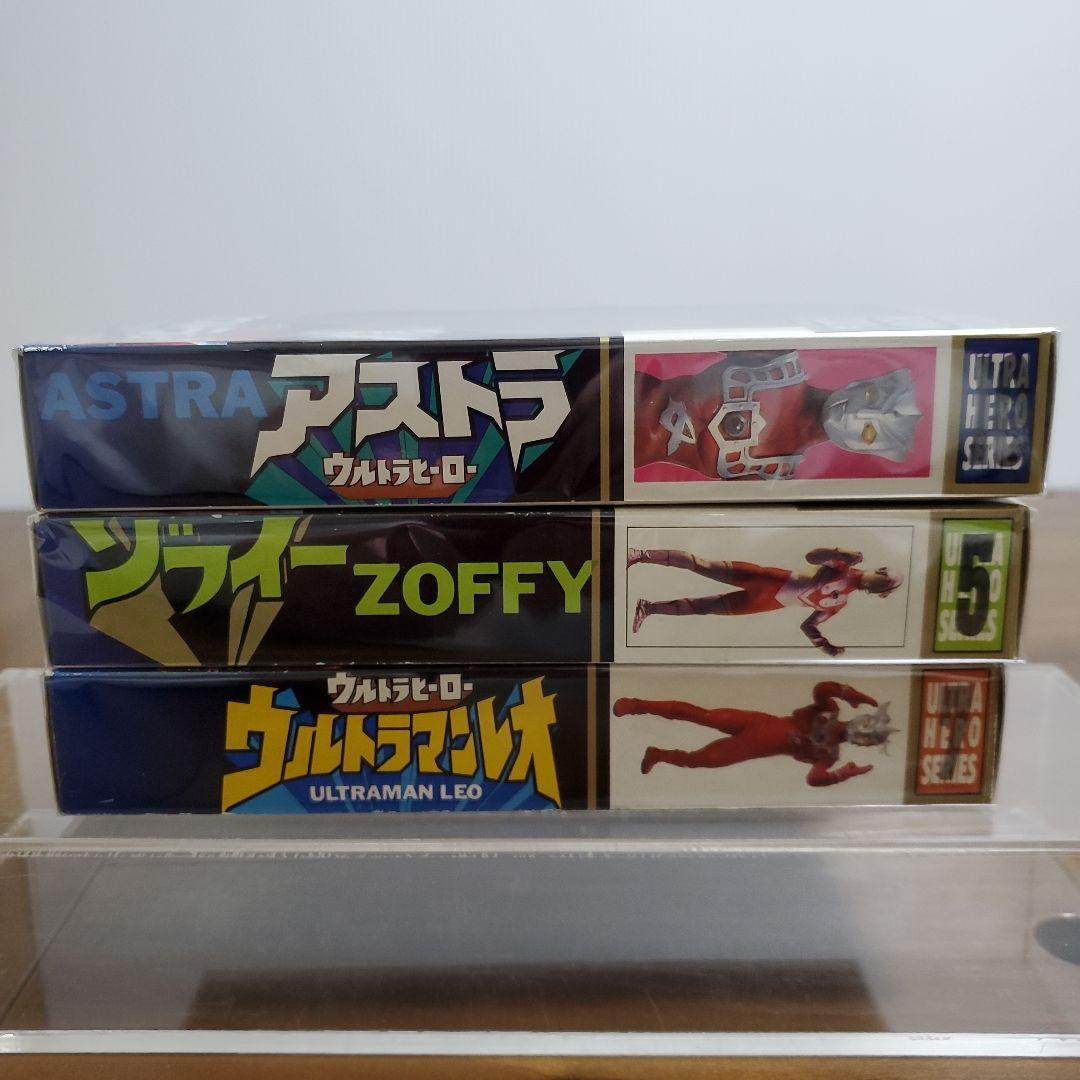 ASTRA アストラ
ウルトラヒーロー
ULTRA
HERO
SERIES
ゾフィー ZOFFY
5
ウルトラヒーロー
ウルトラマンレオ
ULTRAMAN LEO
ULTRA
HERO
SERIES